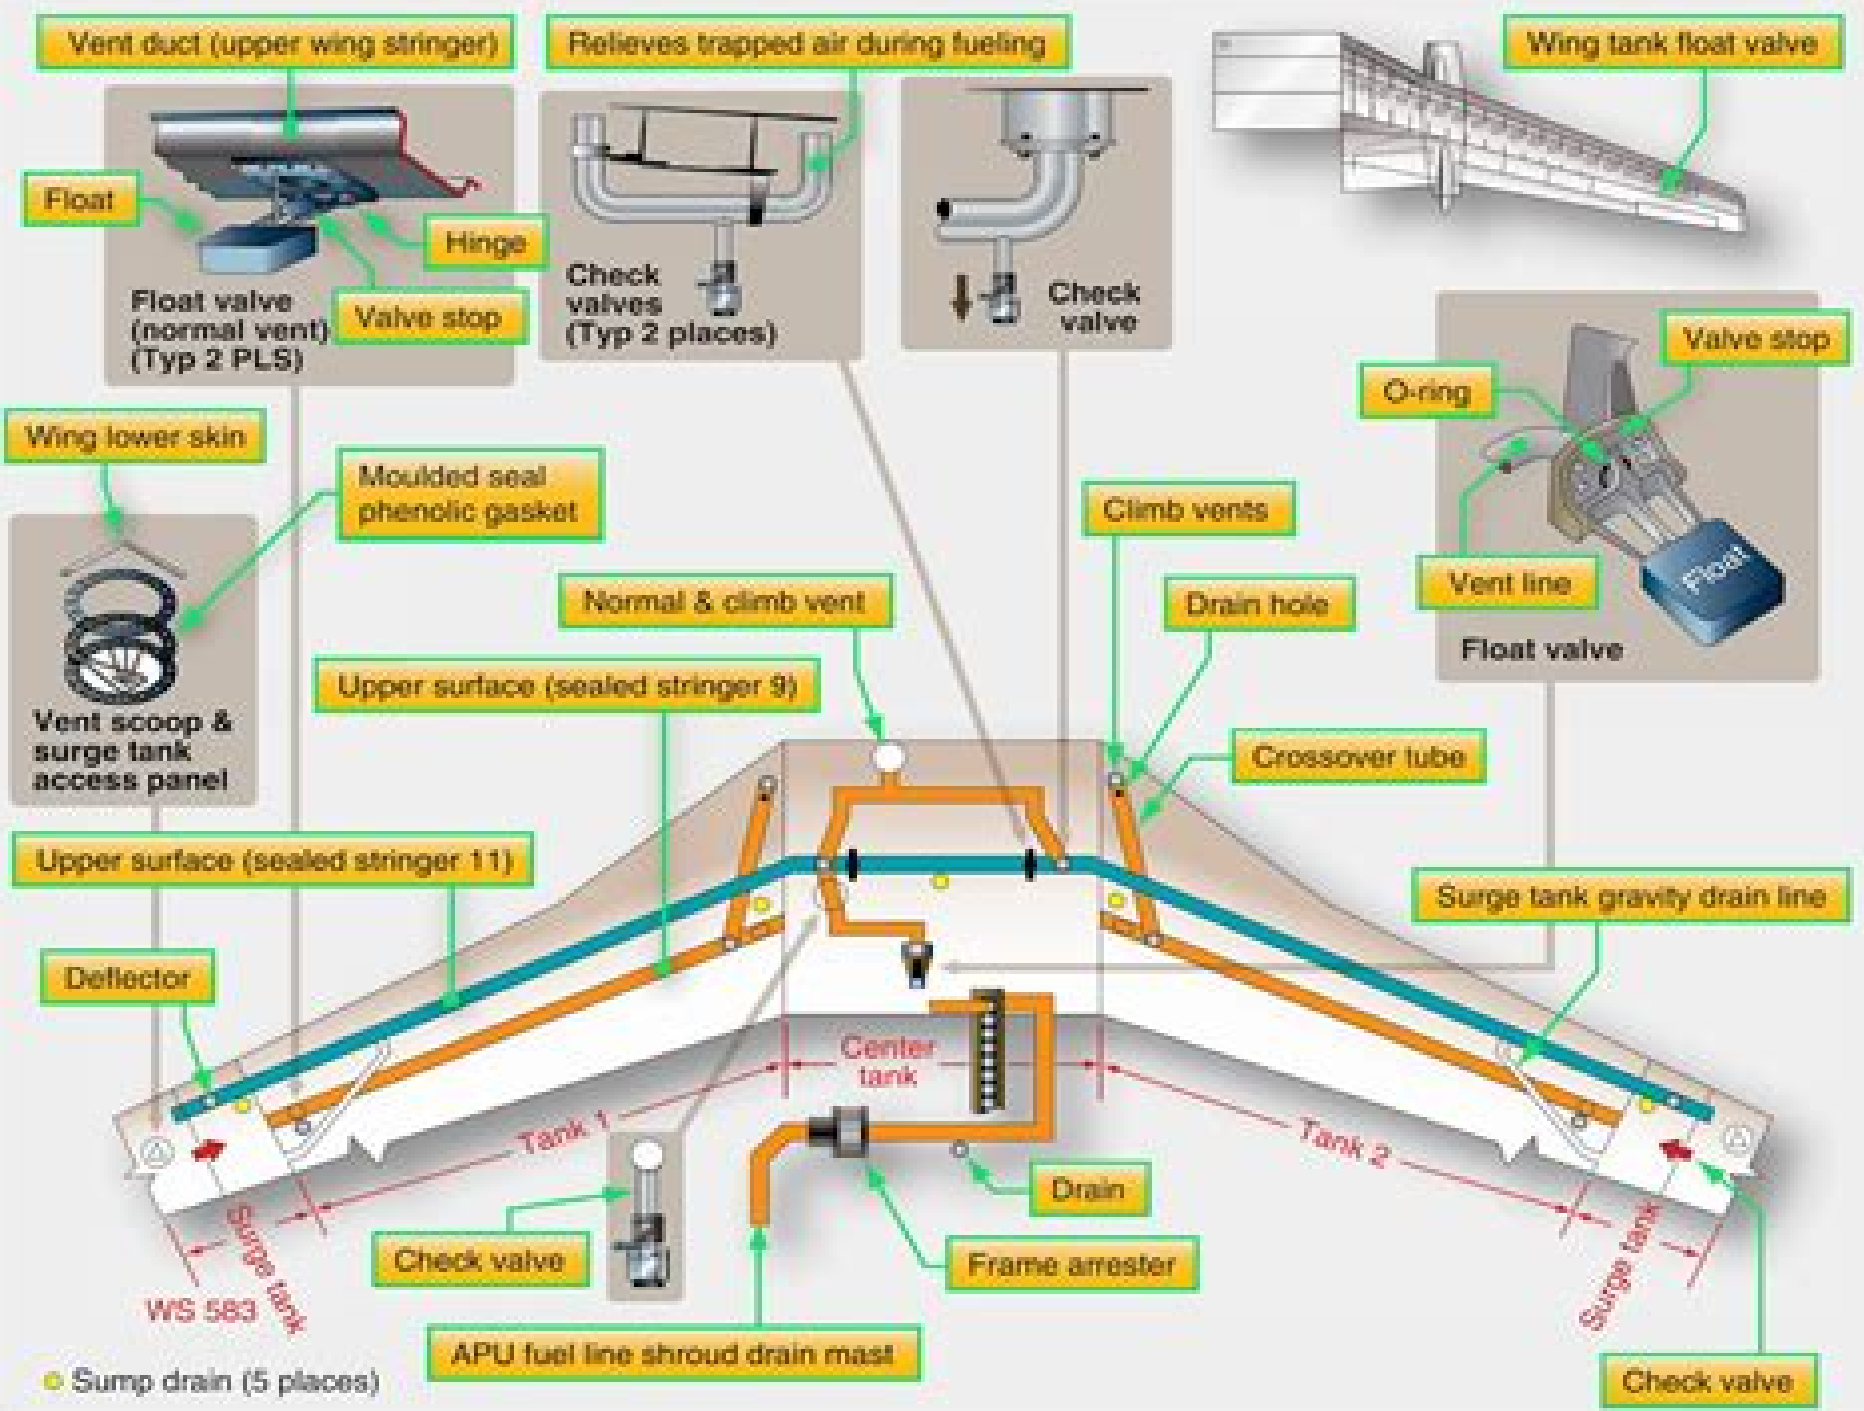 Vent duct (upper wing stringer)
Relieves trapped air during fueling
Wing tank float valve
Float
Hinge
Valve stop
Float valve
(normal vent)
(Typ 2 PLS)
Check
valves
(Typ 2 places)
Check
valve
Valve stop
O-ring
Vent line
Float
Float valve
Wing lower skin
Moulded seal
phenolic gasket
Vent scoop &
surge tank
access panel
Climb vents
Normal & climb vent
Drain hole
Upper surface (sealed stringer 9)
Crossover tube
Upper surface (sealed stringer 11)
Surge tank gravity drain line
Deflector
Center
tank
Tank 1
Tank 2
Surge tank
Surge tank
WS 583
Check valve
Drain
Frame arrester
APU fuel line shroud drain mast
Check valve
Sump drain (5 places)